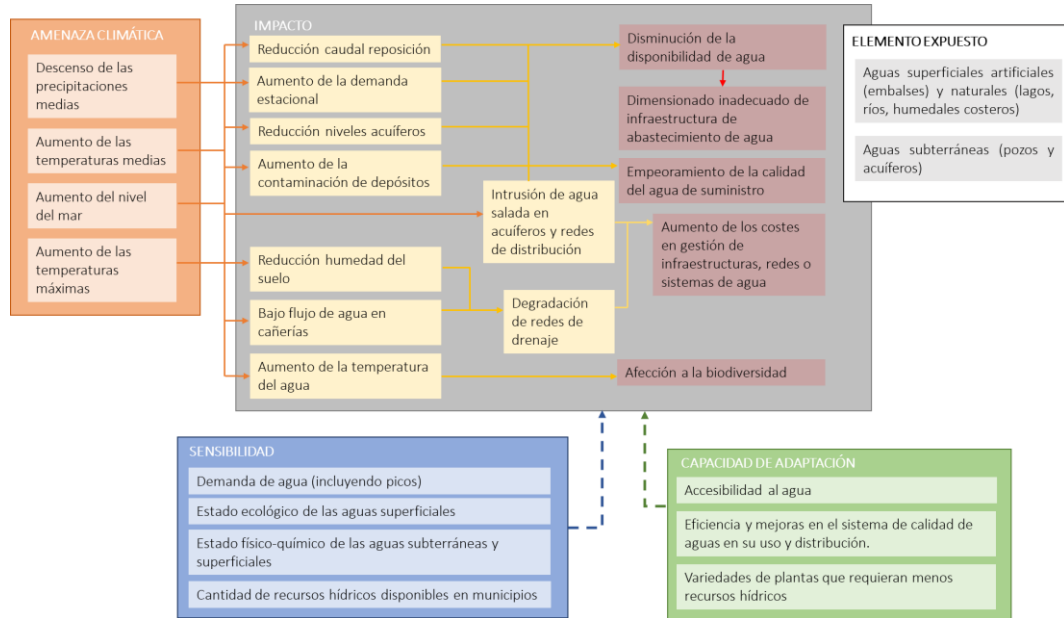 AMENAZA CLIMÁTICA
Descenso de las
precipitaciones
medias
Aumento de las
temperaturas medias
Aumento del nivel
del mar
Aumento de las
temperaturas
máximas
IMPACTO
Reducción caudal reposición
Aumento de la demanda
estacional
Reducción niveles acuíferos
Aumento de la
contaminación de depósitos
Reducción humedad del
suelo
Bajo flujo de agua en
cañerías
Aumento de la temperatura
del agua
Intrusión de agua
salada en
acuíferos y redes
de distribución
Degradación
de redes de
drenaje
Disminución de la
disponibilidad de agua
Dimensionado inadecuado de
infraestructura de
abastecimiento de agua
Empeoramiento de la calidad
del agua de suministro
Aumento de los costes
en gestión de
infraestructuras, redes o
sistemas de agua
Afección a la biodiversidad
ELEMENTO EXPUESTO
Aguas superficiales artificiales
(embalses) y naturales (lagos,
ríos, humedales costeros)
Aguas subterráneas (pozos y
acuíferos)
SENSIBILIDAD
Demanda de agua (incluyendo picos)
Estado ecológico de las aguas superficiales
Estado físico-químico de las aguas subterráneas y
superficiales
Cantidad de recursos hídricos disponibles en municipios
CAPACIDAD DE ADAPTACIÓN
Accesibilidad al agua
Eficiencia y mejoras en el sistema de calidad de
aguas en su uso y distribución.
Variedades de plantas que requieran menos
recursos hídricos